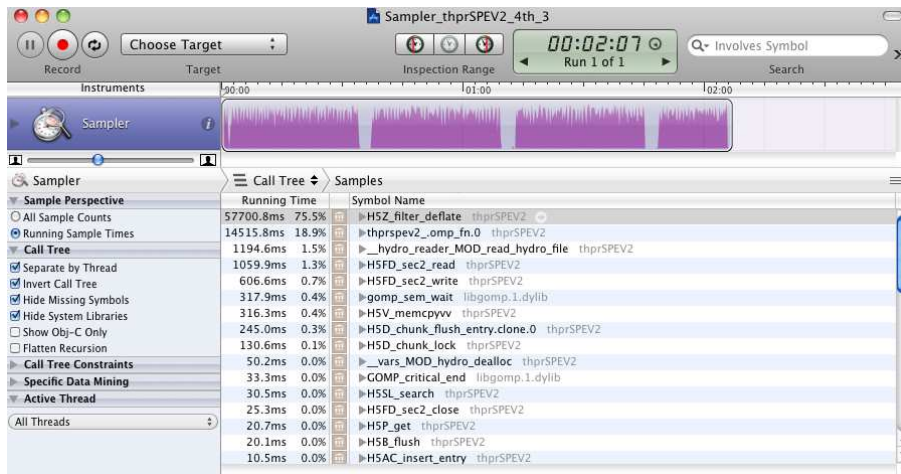 Sampler_thprSPEV2_4th_3
Choose Target
00:02:07
Run 1 of 1
Involves Symbol
Record
Target
Inspection Range
Search
Instruments
00:00
01:00
02:00
Sampler
Sampler
Call Tree
Samples
Sample Perspective
All Sample Counts
Running Sample Times
Call Tree
Separate by Thread
Invert Call Tree
Hide Missing Symbols
Hide System Libraries
Show Obj-C Only
Flatten Recursion
Call Tree Constraints
Specific Data Mining
Active Thread
All Threads
Running Time Symbol Name
57700.8ms 75.5% H5Z_filter_deflate thprSPEV2
14515.8ms 18.9% thprspev2_.omp_fn.0 thprSPEV2
1194.6ms 1.5% __hydro_reader_MOD_read_hydro_file thprSPEV2
1059.9ms 1.3% H5FD_sec2_read thprSPEV2
606.6ms 0.7% H5FD_sec2_write thprSPEV2
317.9ms 0.4% gomp_sem_wait libgomp.1.dylib
316.3ms 0.4% H5V_memcpyvv thprSPEV2
245.0ms 0.3% H5D_chunk_flush_entry.clone.0 thprSPEV2
130.6ms 0.1% H5D_chunk_lock thprSPEV2
50.2ms 0.0% __vars_MOD_hydro_dealloc thprSPEV2
33.3ms 0.0% GOMP_critical_end libgomp.1.dylib
30.5ms 0.0% H5SL_search thprSPEV2
25.3ms 0.0% H5FD_sec2_close thprSPEV2
20.7ms 0.0% H5P_get thprSPEV2
20.1ms 0.0% H5B_flush thprSPEV2
10.5ms 0.0% H5AC_insert_entry thprSPEV2